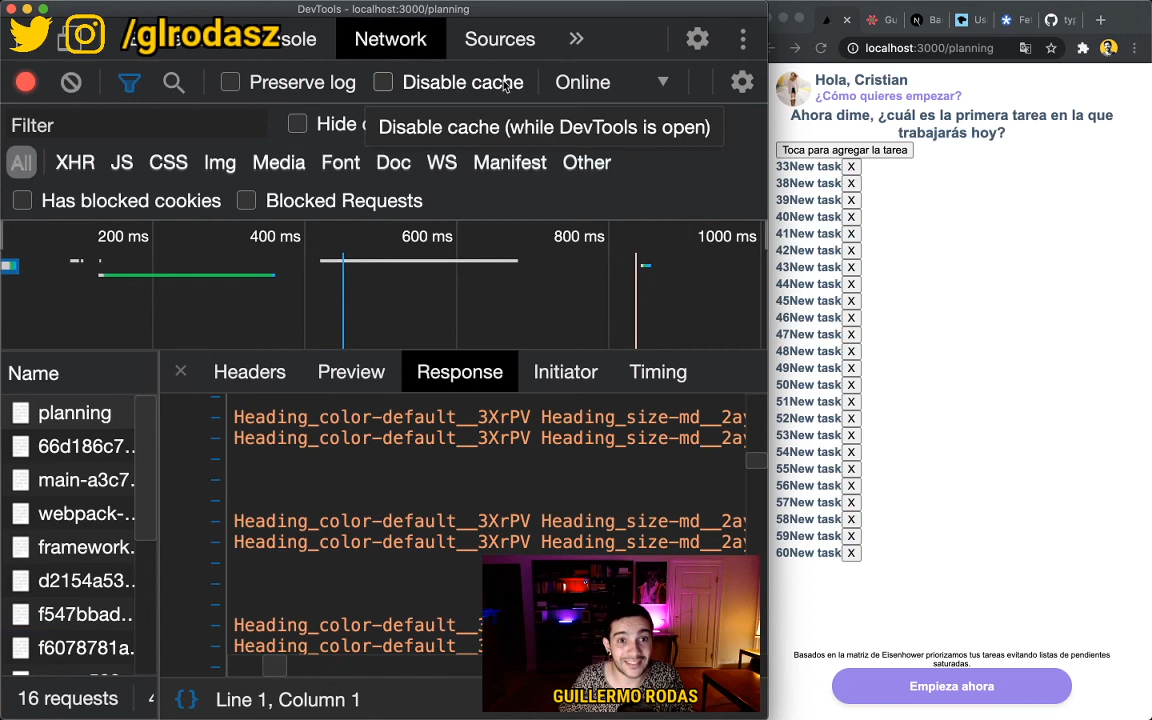 DevTools - localhost:3000/planning
/glrodasz
Network
Sources
»
Preserve log
Disable cache
Online
Filter
Disable cache (while DevTools is open)
All
XHR
JS
CSS
Img
Media
Font
Doc
WS
Manifest
Other
Has blocked cookies
Blocked Requests
200 ms
400 ms
600 ms
800 ms
1000 ms
Name
Headers
Preview
Response
Initiator
Timing
planning
66d186c7...
main-a3c7
webpack-...
framework.
d2154a53...
f547bbad...
f6078781a.
Heading_color-default__3XrPV Heading_size-md__2ay
Heading_color-default__3XrPV Heading_size-md__2ay
Heading_color-default__3XrPV Heading_size-md__2ay
Heading_color-default__3XrPV Heading_size-md__2ay
Heading_color-default__3XrPV
Heading_color-default__3XrPV
16 requests
{}
Line 1, Column 1
GUILLERMO RODAS
localhost:3000/planning
Hola, Cristian
¿Cómo quieres empezar?
Ahora dime, ¿cuál es la primera tarea en la que
trabajarás hoy?
Toca para agregar la tarea
33New task X
38New task X
39New task X
40New task X
41New task X
42New task X
43New task X
44New task X
45New task X
46New task X
47New task X
48New task X
49New task X
50New task X
51New task X
52New task X
53New task X
54New task X
55New task X
56New task X
57New task X
58New task X
59New task X
60New task X
Basados en la matriz de Eisenhower priorizamos tus tareas evitando listas de pendientes
saturadas.
Empieza ahora